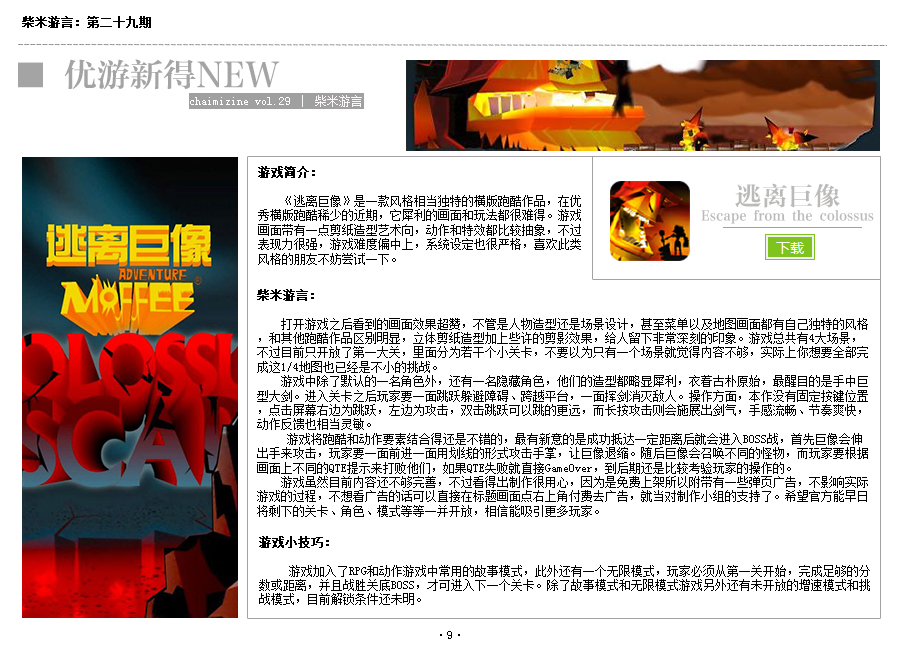 柴米游言：第二十九期
优游新得NEW
chaimizine vol.29 | 柴米游言
逃离巨像
ADVENTURE
MOFFEE
COLOSSI
ESCAPE
游戏简介：
《逃离巨像》是一款风格相当独特的横版跑酷作品，在优
秀横版跑酷稀少的近期，它犀利的画面和玩法都很难得。游戏
画面带有一点剪纸造型艺术向，动作和特效都比较抽象，不过
表现力很强，游戏难度偏中上，系统设定也很严格，喜欢此类
风格的朋友不妨尝试一下。
逃离巨像
Escape from the colossus
下载
柴米游言：
打开游戏之后看到的画面效果超赞，不管是人物造型还是场景设计，甚至菜单以及地图画面都有自己独特的风格
，和其他跑酷作品区别明显，立体剪纸造型加上些许的剪影效果，给人留下非常深刻的印象。游戏总共有4大场景，
不过目前只开放了第一大关，里面分为若干个小关卡，不要以为只有一个场景就觉得内容不够，实际上你想要全部完
成这1/4地图也已经是不小的挑战。
游戏中除了默认的一名角色外，还有一名隐藏角色，他们的造型都略显犀利，衣着古朴原始，最醒目的是手中巨
型大剑。进入关卡之后玩家要一面跳跃躲避障碍、跨越平台，一面挥剑消灭敌人。操作方面，本作没有固定按键位置
，点击屏幕右边为跳跃，左边为攻击，双击跳跃可以跳的更远，而长按攻击则会施展出剑气，手感流畅、节奏爽快，
动作反馈也相当灵敏。
游戏将跑酷和动作要素结合得还是不错的，最有新意的是成功抵达一定距离后就会进入BOSS战，首先巨像会伸
出手来攻击，玩家要一面前进一面用划线的形式攻击手掌，让巨像退缩。随后巨像会召唤不同的怪物，而玩家要根据
画面上不同的QTE提示来打败他们，如果QTE失败就直接GameOver，到后期还是比较考验玩家的操作的。
游戏虽然目前内容还不够完善，不过看得出制作很用心，因为是免费上架所以附带有一些弹页广告，不影响实际
游戏的过程，不想看广告的话可以直接在标题画面点右上角付费去广告，就当对制作小组的支持了。希望官方能早日
将剩下的关卡、角色、模式等等一并开放，相信能吸引更多玩家。
游戏小技巧：
游戏加入了RPG和动作游戏中常用的故事模式，此外还有一个无限模式，玩家必须从第一关开始，完成足够的分
数或距离，并且战胜关底BOSS，才可进入下一个关卡。除了故事模式和无限模式游戏另外还有未开放的增速模式和挑
战模式，目前解锁条件还未明。
·9·